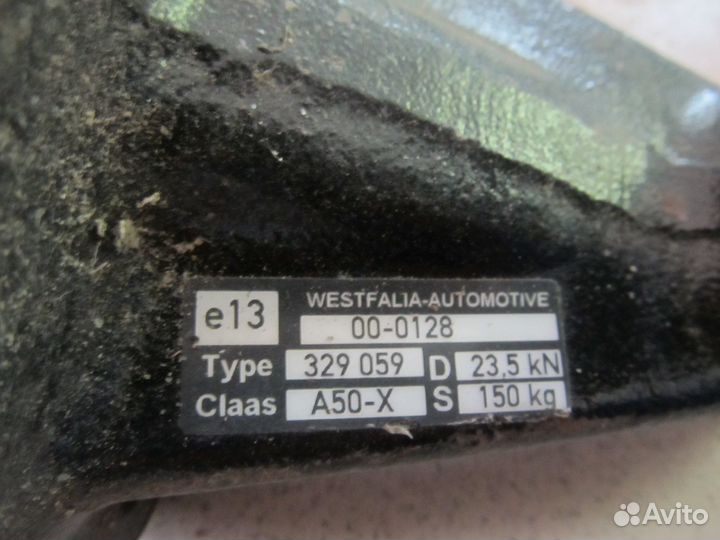 e13 WESTFALIA-AUTOMOTIVE
00-0128
Type 329 059 D 23,5 kN
Claas A50-X S 150 kg
Avito